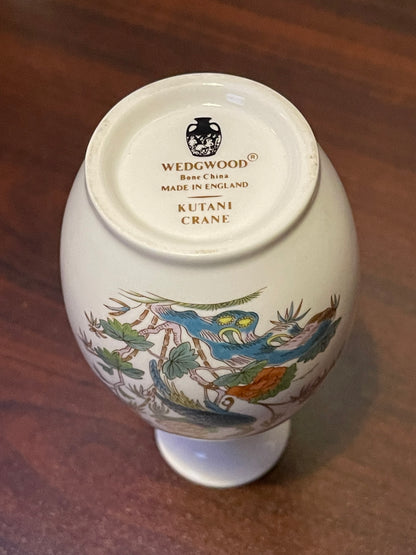 WEDGWOOD®
Bone China
MADE IN ENGLAND
KUTANI
CRANE